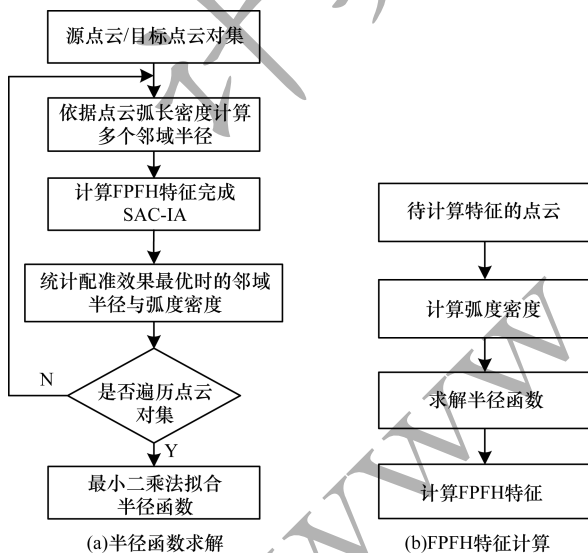 源点云/目标点云对集
依据点云弧长密度计算
多个邻域半径
计算FPFH特征完成
SAC-IA
统计配准效果最优时的邻域
半径与弧度密度
N
是否遍历点云
对集
Y
最小二乘法拟合
半径函数
(a)半径函数求解
待计算特征的点云
计算弧度密度
求解半径函数
计算FPFH特征
(b)FPFH特征计算